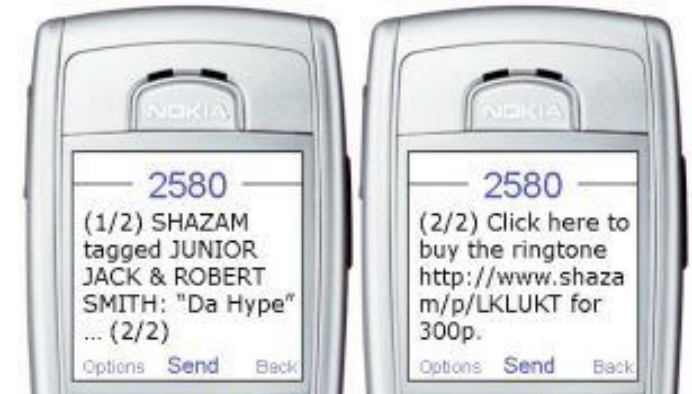 NOKIA
2580
(1/2) SHAZAM
tagged JUNIOR
JACK & ROBERT
SMITH: "Da Hype"
... (2/2)
Options Send Back
NOKIA
2580
(2/2) Click here to
buy the ringtone
http://www.shaza
m/p/LKLUKT for
300p.
Options Send Back